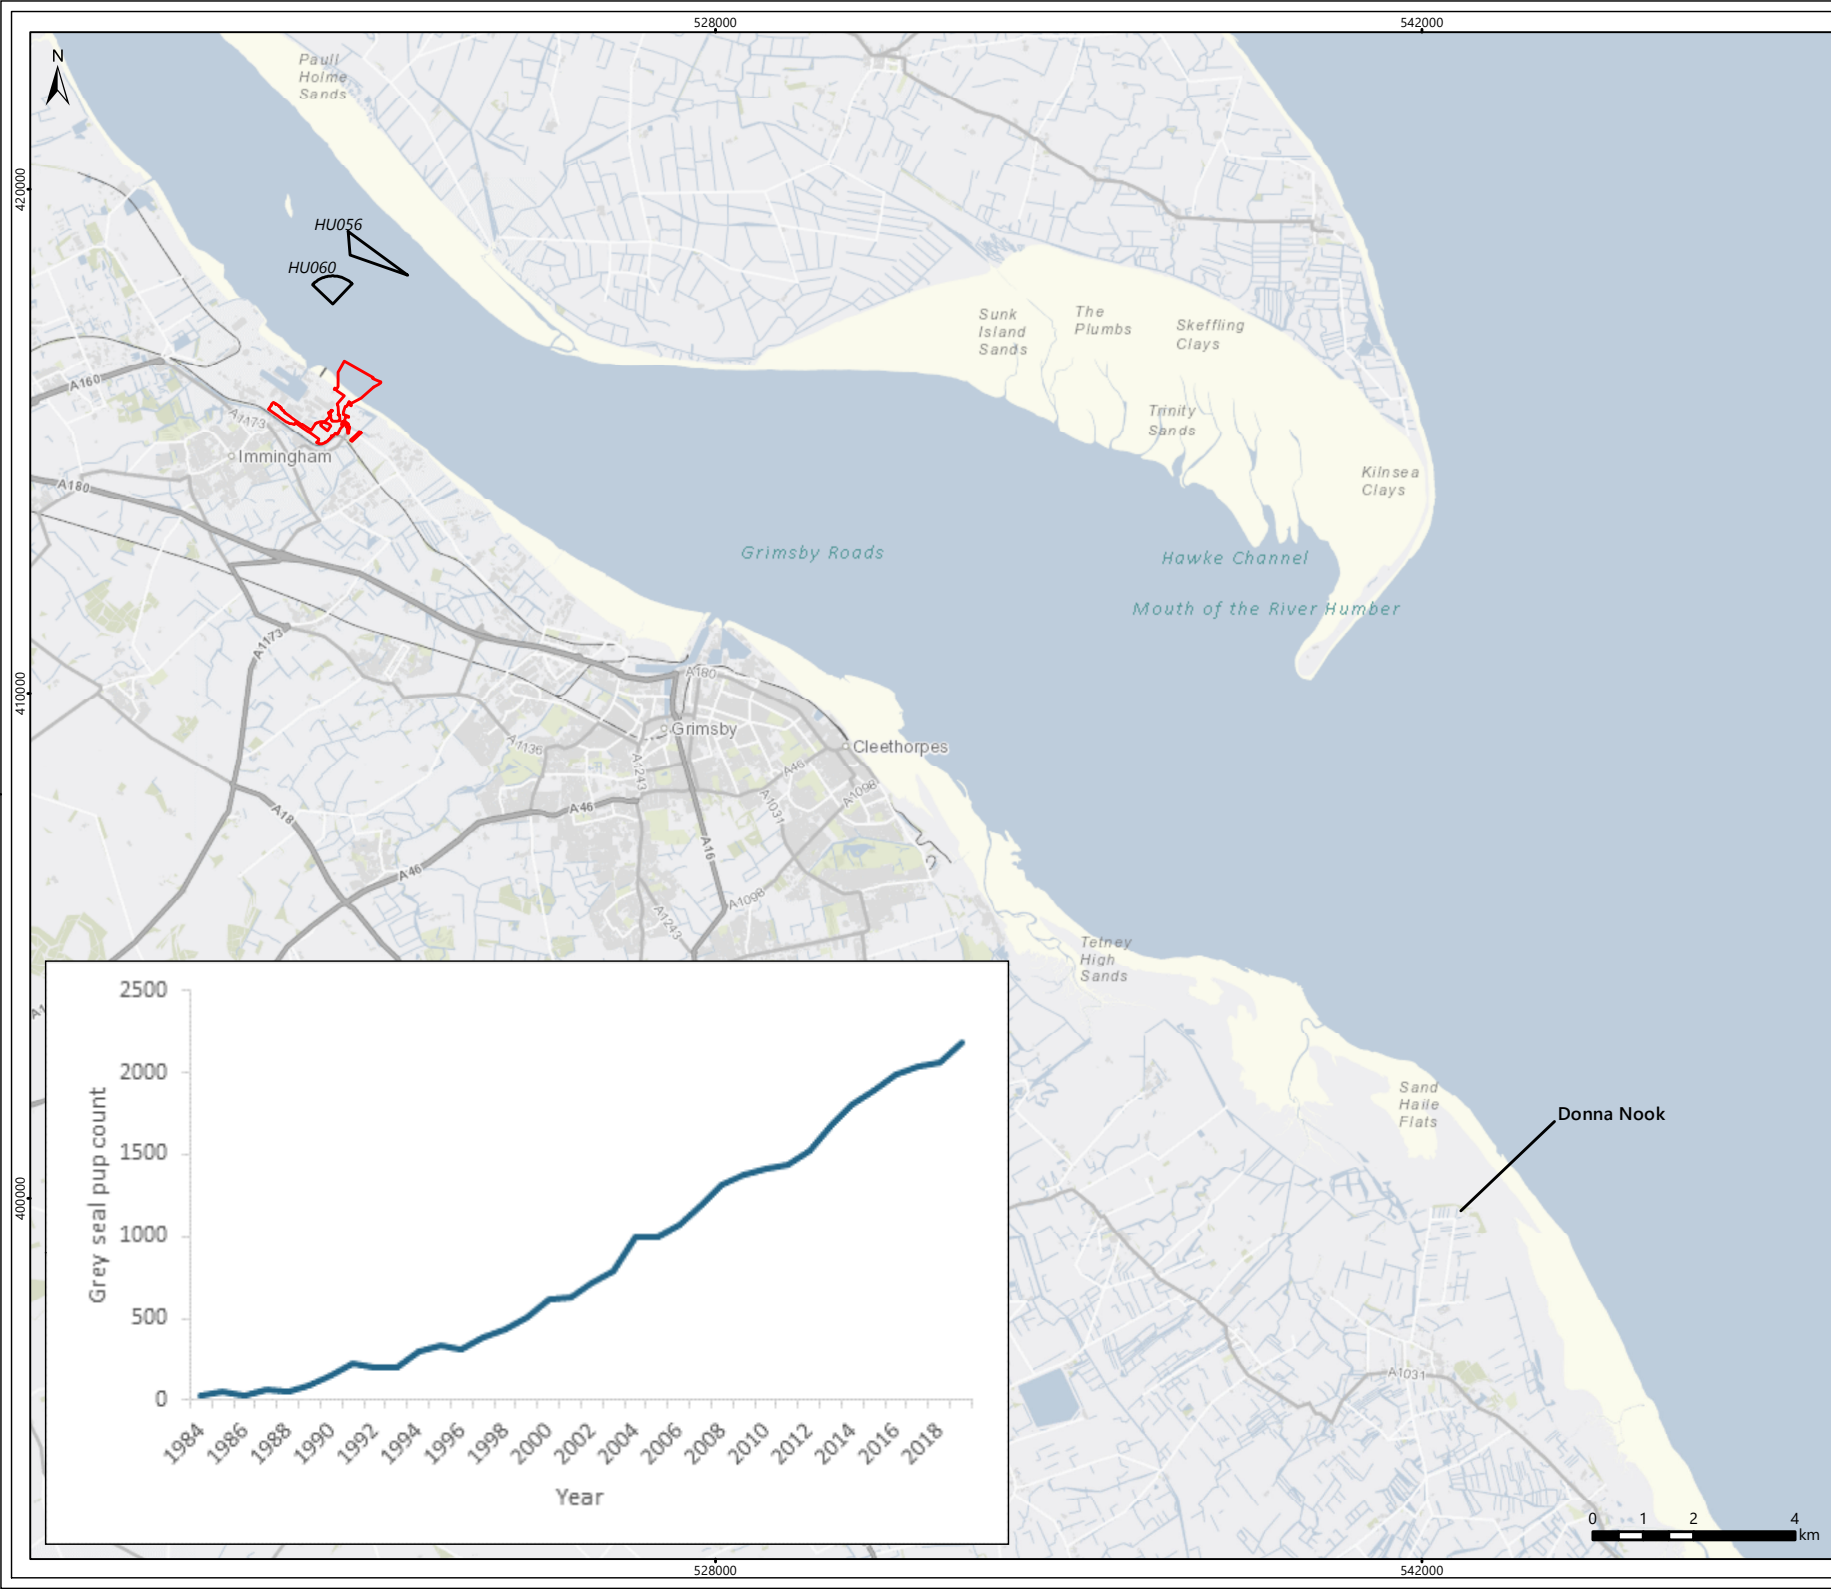 528000
542000
N
Paull
Holme
Sands
420000
HU056
HU060
Sunk
Island
Sands
The
Plumbs
Skeffling
Clays
A160
A1173
Immingham
Trinity
Sands
Kilnsea
Clays
A180
Grimsby Roads
Hawke Channel
Mouth of the River Humber
A1173
410000
A180
Grimsby
Cleethorpes
A1136
A1243
A46
A1098
A1031
A46
A18
A16
A46
A1098
A1243
Tetney
High
Sands
Sand
Haile
Flats
Donna Nook
400000
A1031
Grey seal pup count
2500
2000
1500
1000
500
0
1984
1986
1988
1990
1992
1994
1996
1998
2000
2002
2004
2006
2008
2010
2012
2014
2016
2018
Year
0 1 2 4
km
528000
542000